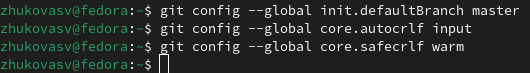 zhukovasv@fedora:~$ git config --global init.defaultBranch master
zhukovasv@fedora:~$ git config --global core.autocrlf input
zhukovasv@fedora:~$ git config --global core.safecrlf warm
zhukovasv@fedora:~$